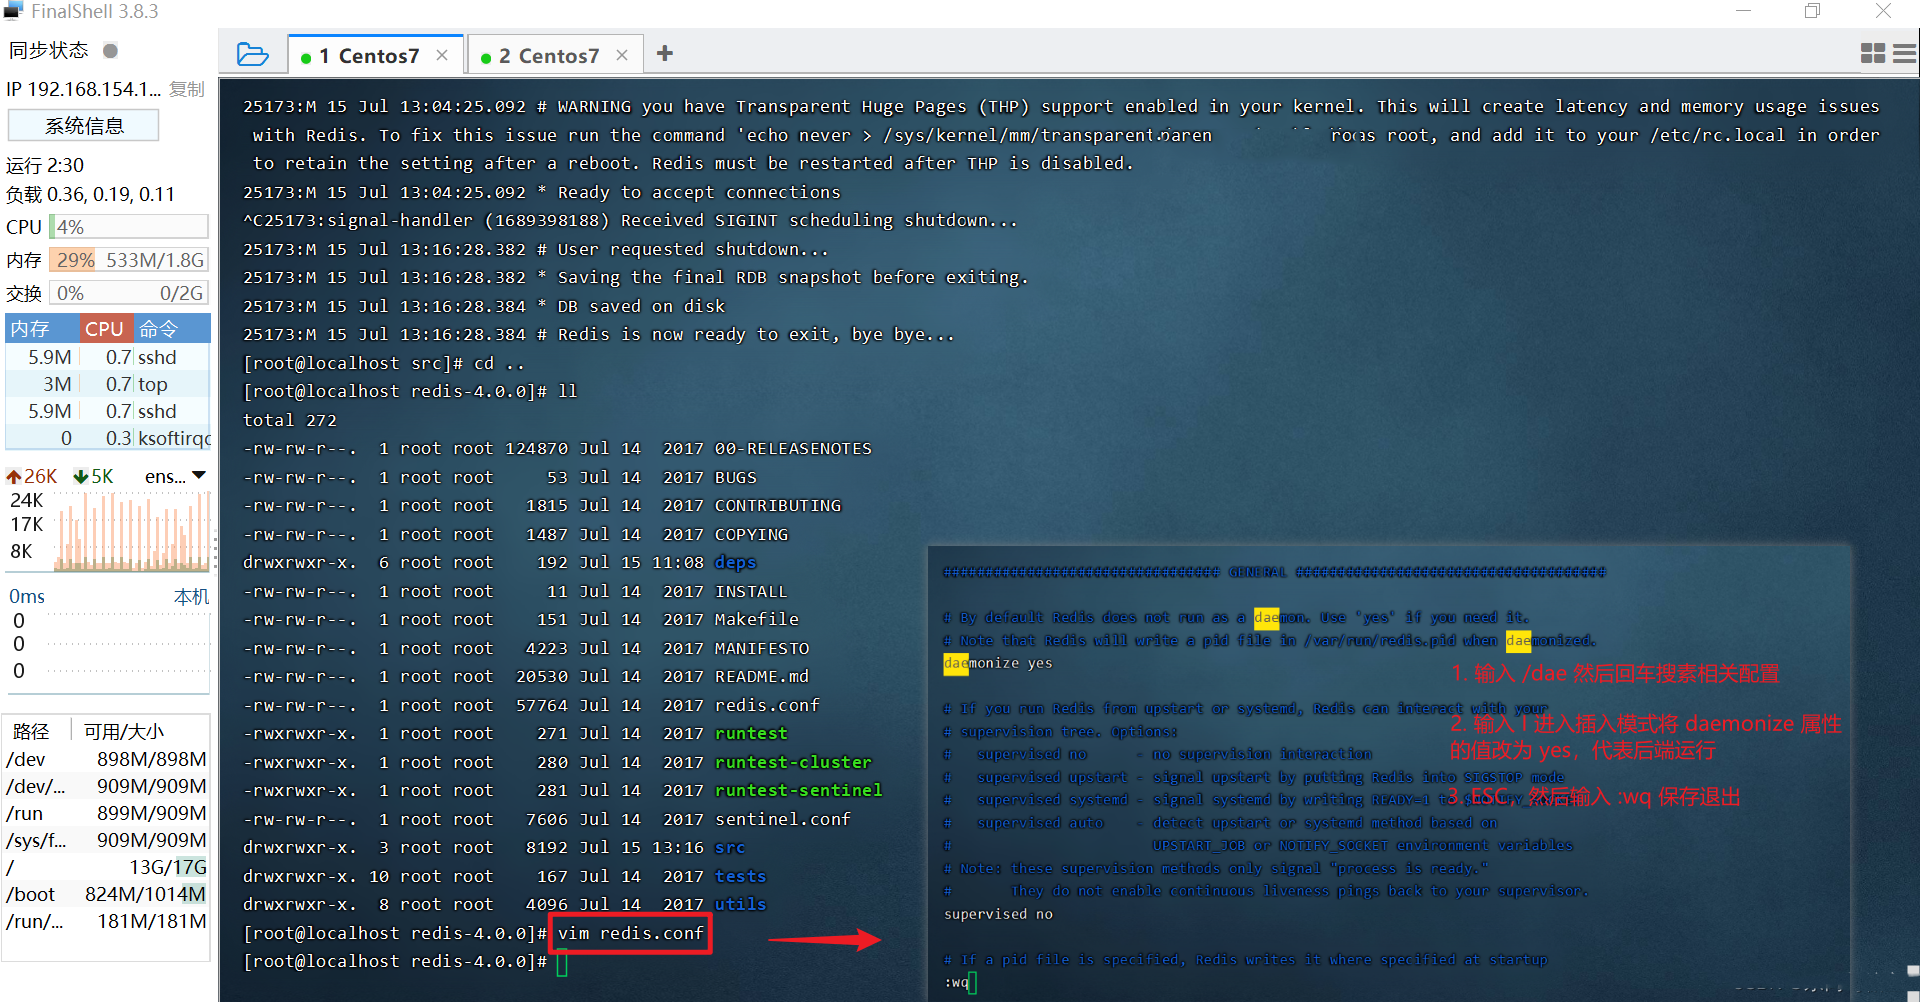 FinalShell 3.8.3
同步状态
1 Centos7
2 Centos7
IP 192.168.154.1... 复制
系统信息
运行 2:30
负载 0.36, 0.19, 0.11
CPU 4%
内存 29% 533M/1.8G
交换 0% 0/2G
内存 CPU 命令
5.9M 0.7 sshd
3M 0.7 top
5.9M 0.7 sshd
0 0.3 ksoftirqd
26K 5K ens...
24K
17K
8K
0ms 本机
0
0
0
路径 可用/大小
/dev 898M/898M
/dev/... 909M/909M
/run 899M/909M
/sys/f... 909M/909M
/ 13G/17G
/boot 824M/1014M
/run/... 181M/181M
25173:M 15 Jul 13:04:25.092 # WARNING you have Transparent Huge Pages (THP) support enabled in your kernel. This will create latency and memory usage issues
with Redis. To fix this issue run the command 'echo never > /sys/kernel/mm/transparent as root, and add it to your /etc/rc.local in order
to retain the setting after a reboot. Redis must be restarted after THP is disabled.
25173:M 15 Jul 13:04:25.092 * Ready to accept connections
^C25173:signal-handler (1689398188) Received SIGINT scheduling shutdown...
25173:M 15 Jul 13:16:28.382 # User requested shutdown...
25173:M 15 Jul 13:16:28.382 * Saving the final RDB snapshot before exiting.
25173:M 15 Jul 13:16:28.384 * DB saved on disk
25173:M 15 Jul 13:16:28.384 # Redis is now ready to exit, bye bye...
[root@localhost src]# cd ..
[root@localhost redis-4.0.0]# ll
total 272
-rw-rw-r--. 1 root root 124870 Jul 14 2017 00-RELEASENOTES
-rw-rw-r--. 1 root root 53 Jul 14 2017 BUGS
-rw-rw-r--. 1 root root 1815 Jul 14 2017 CONTRIBUTING
-rw-rw-r--. 1 root root 1487 Jul 14 2017 COPYING
drwxrwxr-x. 6 root root 192 Jul 15 11:08 deps
-rw-rw-r--. 1 root root 11 Jul 14 2017 INSTALL
-rw-rw-r--. 1 root root 151 Jul 14 2017 Makefile
-rw-rw-r--. 1 root root 4223 Jul 14 2017 MANIFESTO
-rw-rw-r--. 1 root root 20530 Jul 14 2017 README.md
-rw-rw-r--. 1 root root 57764 Jul 14 2017 redis.conf
-rwxrwxr-x. 1 root root 271 Jul 14 2017 runtest
-rwxrwxr-x. 1 root root 280 Jul 14 2017 runtest-cluster
-rwxrwxr-x. 1 root root 281 Jul 14 2017 runtest-sentinel
-rw-rw-r--. 1 root root 7606 Jul 14 2017 sentinel.conf
drwxrwxr-x. 3 root root 8192 Jul 15 13:16 src
drwxrwxr-x. 10 root root 167 Jul 14 2017 tests
drwxrwxr-x. 8 root root 4096 Jul 14 2017 utils
[root@localhost redis-4.0.0]# vim redis.conf
[root@localhost redis-4.0.0]#
################################# GENERAL #####################################
# By default Redis does not run as a daemon. Use 'yes' if you need it.
# Note that Redis will write a pid file in /var/run/redis.pid when daemonized.
daemonize yes
1. 输入 /dae 然后回车搜索相关配置
# If you run Redis from upstart or systemd, Redis can interact with your
2. 输入 I 进入插入模式将 daemonize 属性
# supervision tree. Options:
的值改为 yes，代表后端运行
# supervised no - no supervision interaction
# supervised upstart - signal upstart by putting Redis into SIGSTOP mode
# supervised systemd - signal systemd by writing READY=1 to
3. ESC，然后输入 :wq 保存退出
# supervised auto - detect upstart or systemd method based on
# UPSTART_JOB or NOTIFY_SOCKET environment variables
# Note: these supervision methods only signal "process is ready."
# They do not enable continuous liveness pings back to your supervisor.
supervised no
# If a pid file is specified, Redis writes it where specified at startup
:wq